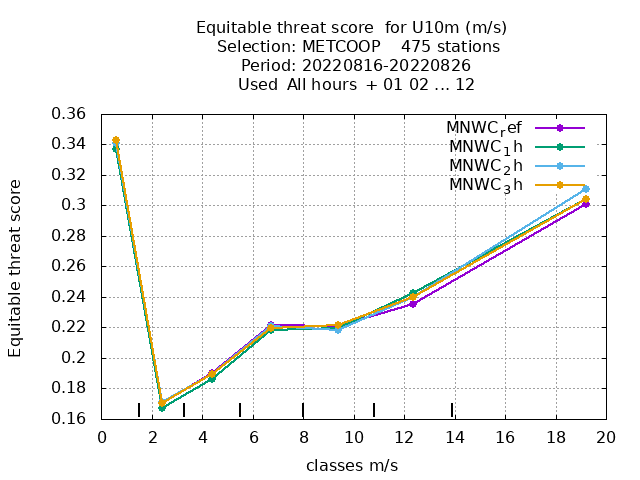 Equitable threat score for U10m (m/s)
Selection: METCOOP 475 stations
Period: 20220816-20220826
Used All hours + 01 02 ... 12
MNWC_ref
MNWC_1h
MNWC_2h
MNWC_3h
Equitable threat score
0.36
0.34
0.32
0.3
0.28
0.26
0.24
0.22
0.2
0.18
0.16
0 2 4 6 8 10 12 14 16 18 20
classes m/s